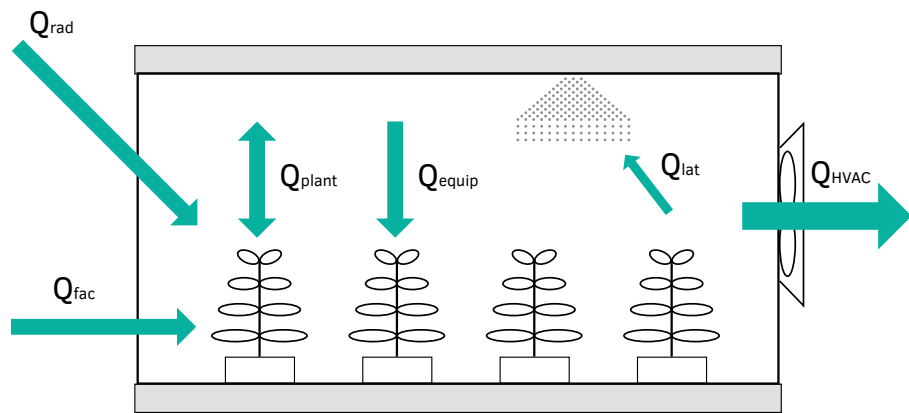 Qrad
Qplant
Qequip
Qlat
QHVAC
Qfac